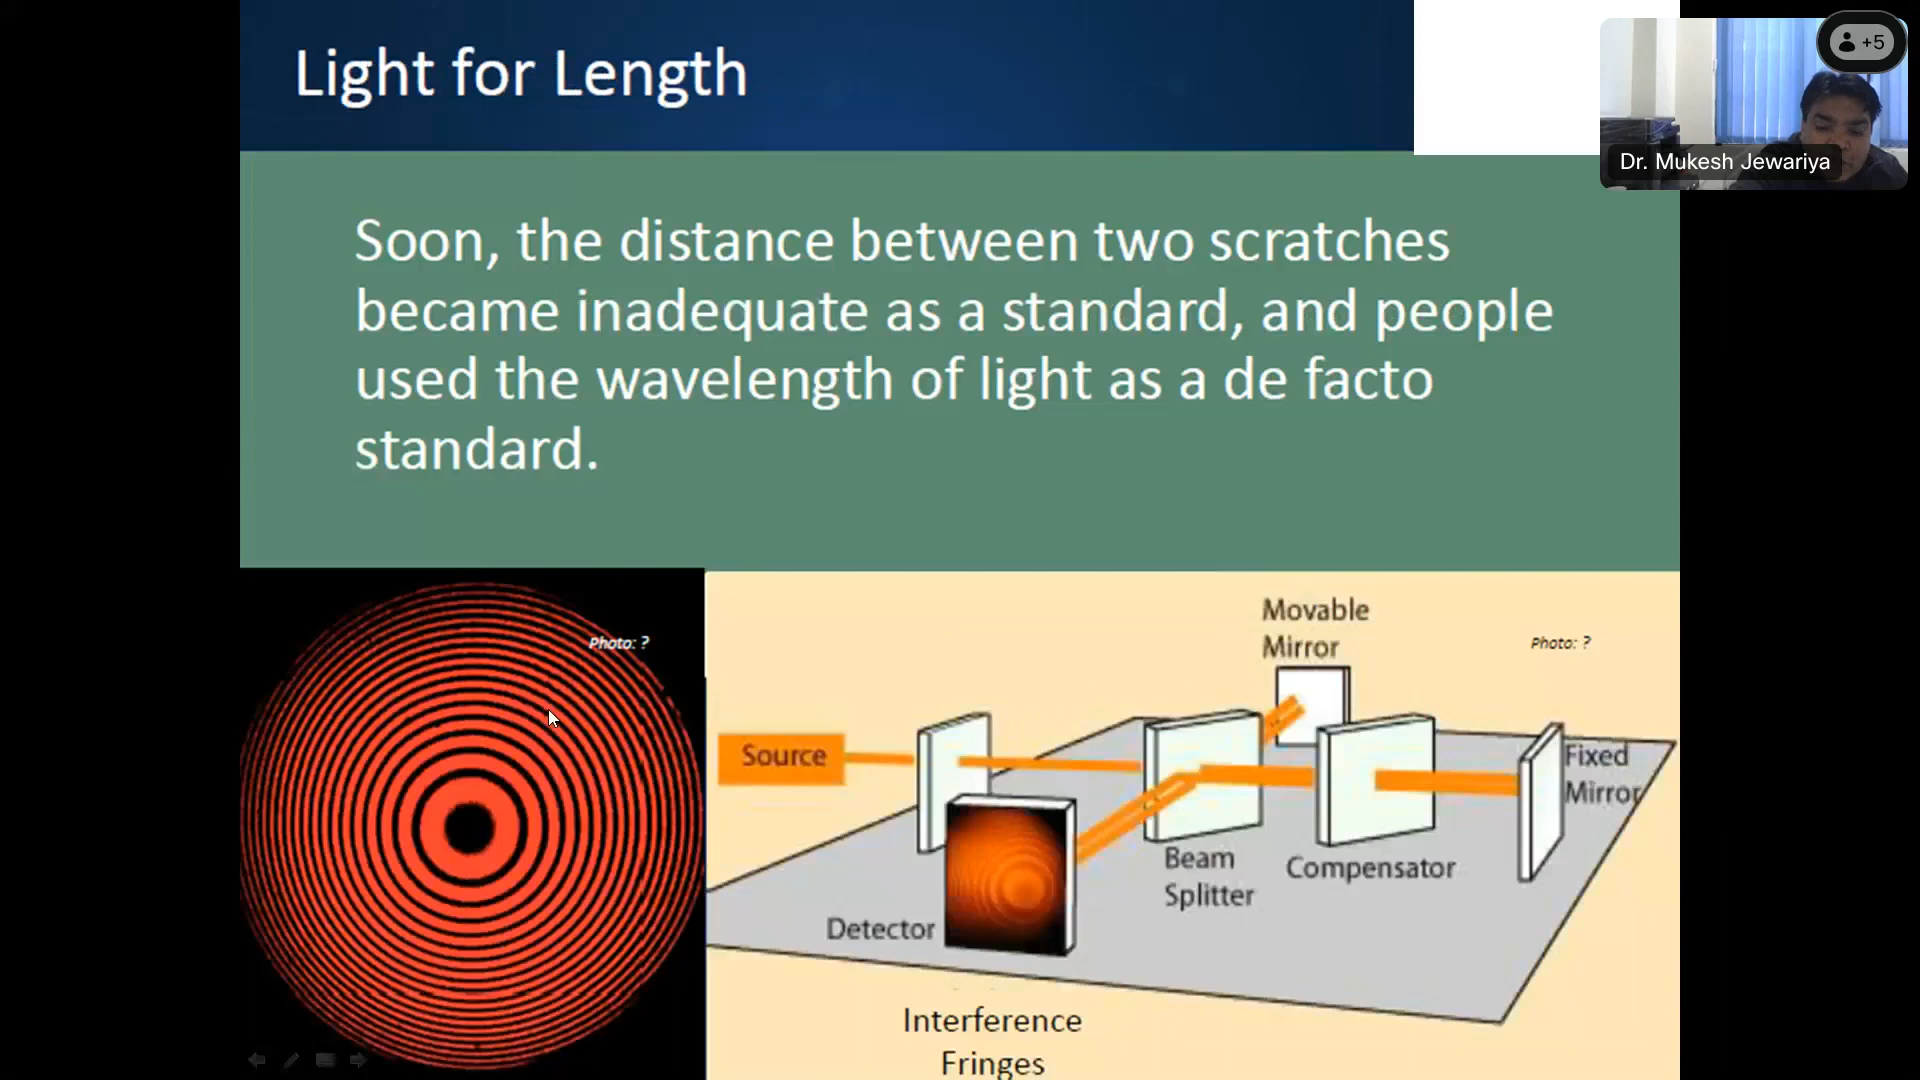 Light for Length
+5
Dr. Mukesh Jewariya
Soon, the distance between two scratches
became inadequate as a standard, and people
used the wavelength of light as a de facto
standard.
Photo: ?
Movable
Mirror
Photo: ?
Source
Fixed
Mirror
Beam
Splitter
Compensator
Detector
Interference
Fringes